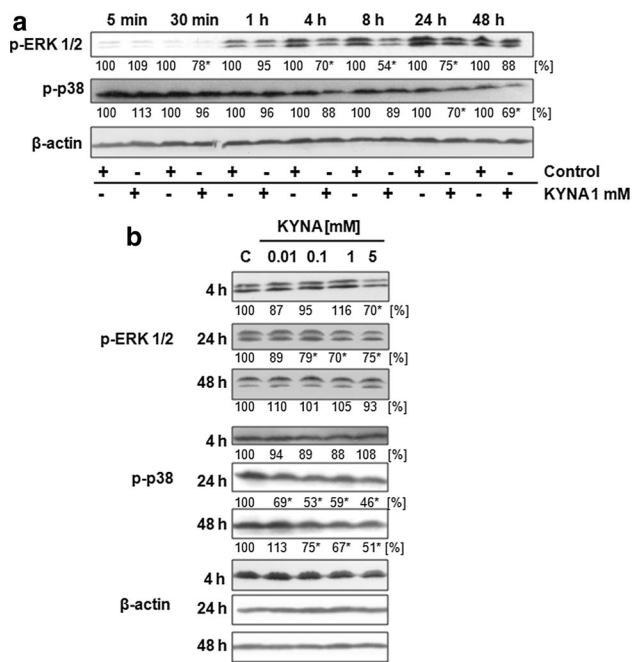 a
5 min 30 min 1 h 4 h 8 h 24 h 48 h
p-ERK 1/2
100 109 100 78* 100 95 100 70* 100 54* 100 75* 100 88 [%]
p-p38
100 113 100 96 100 96 100 88 100 89 100 70* 100 69* [%]
β-actin
+ - + - + - + - + - + - + - Control
- + - + - + - + - + - + - + KYNA 1 mM
b
KYNA[mM]
C 0.01 0.1 1 5
4 h
100 87 95 116 70* [%]
p-ERK 1/2 24 h
100 89 79* 70* 75* [%]
48 h
100 110 101 105 93 [%]
4 h
100 94 89 88 108 [%]
p-p38 24 h
100 69* 53* 59* 46* [%]
48 h
100 113 75* 67* 51* [%]
4 h
β-actin 24 h
48 h